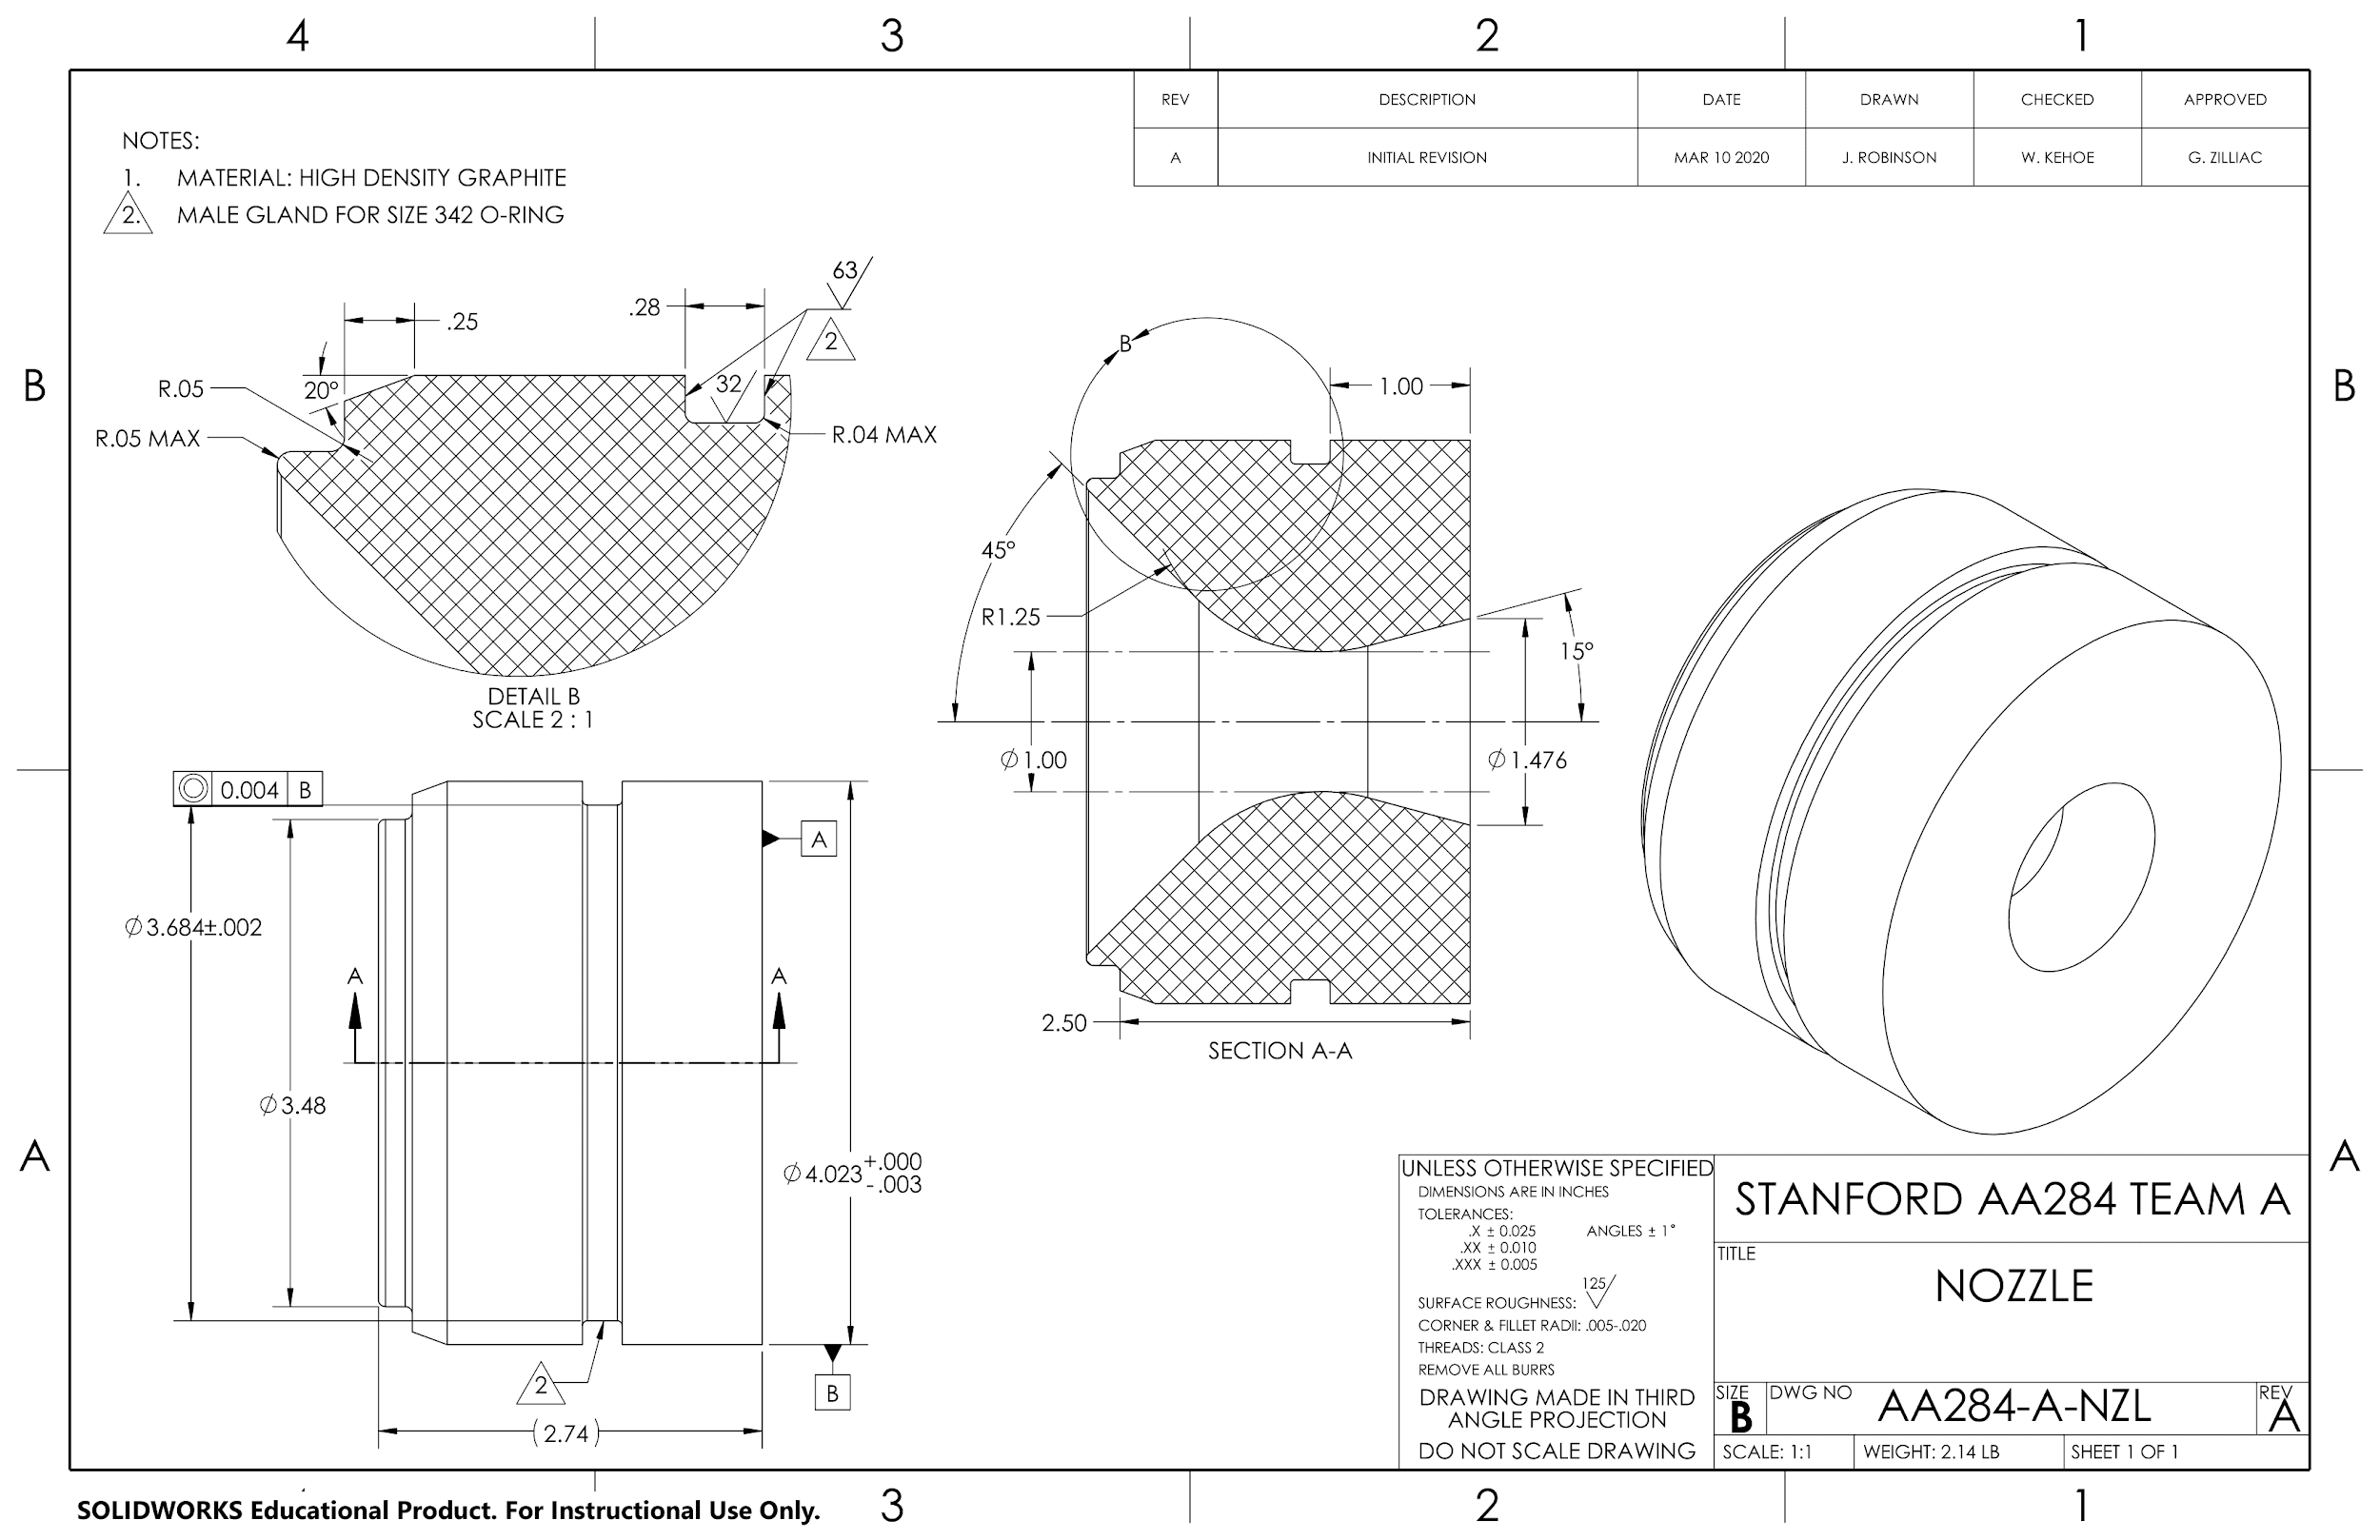 4 3 2 1
REV DESCRIPTION DATE DRAWN CHECKED APPROVED
A INITIAL REVISION MAR 10 2020 J. ROBINSON W. KEHOE G. ZILLIAC
NOTES:
1. MATERIAL: HIGH DENSITY GRAPHITE
2. MALE GLAND FOR SIZE 342 O-RING
63
.28
.25
2
B
B
B
R.05
20°
32
1.00
R.05 MAX
R.04 MAX
45°
R1.25
15°
DETAIL B
SCALE 2 : 1
⌀1.00
⌀1.476
◎ 0.004 B
A
⌀3.684±.002
A A
2.50
SECTION A-A
⌀3.48
⌀4.023 +.000
-.003
A
A
2
B
(2.74)
UNLESS OTHERWISE SPECIFIED
DIMENSIONS ARE IN INCHES
TOLERANCES:
.X ± 0.025 ANGLES ± 1°
.XX ± 0.010
.XXX ± 0.005
125
SURFACE ROUGHNESS:
CORNER & FILLET RADII: .005-.020
THREADS: CLASS 2
REMOVE ALL BURRS
DRAWING MADE IN THIRD
ANGLE PROJECTION
DO NOT SCALE DRAWING
STANFORD AA284 TEAM A
TITLE
NOZZLE
SIZE
B
DWG NO
AA284-A-NZL
REV
A
SCALE: 1:1 WEIGHT: 2.14 LB SHEET 1 OF 1
SOLIDWORKS Educational Product. For Instructional Use Only.
3 2 1